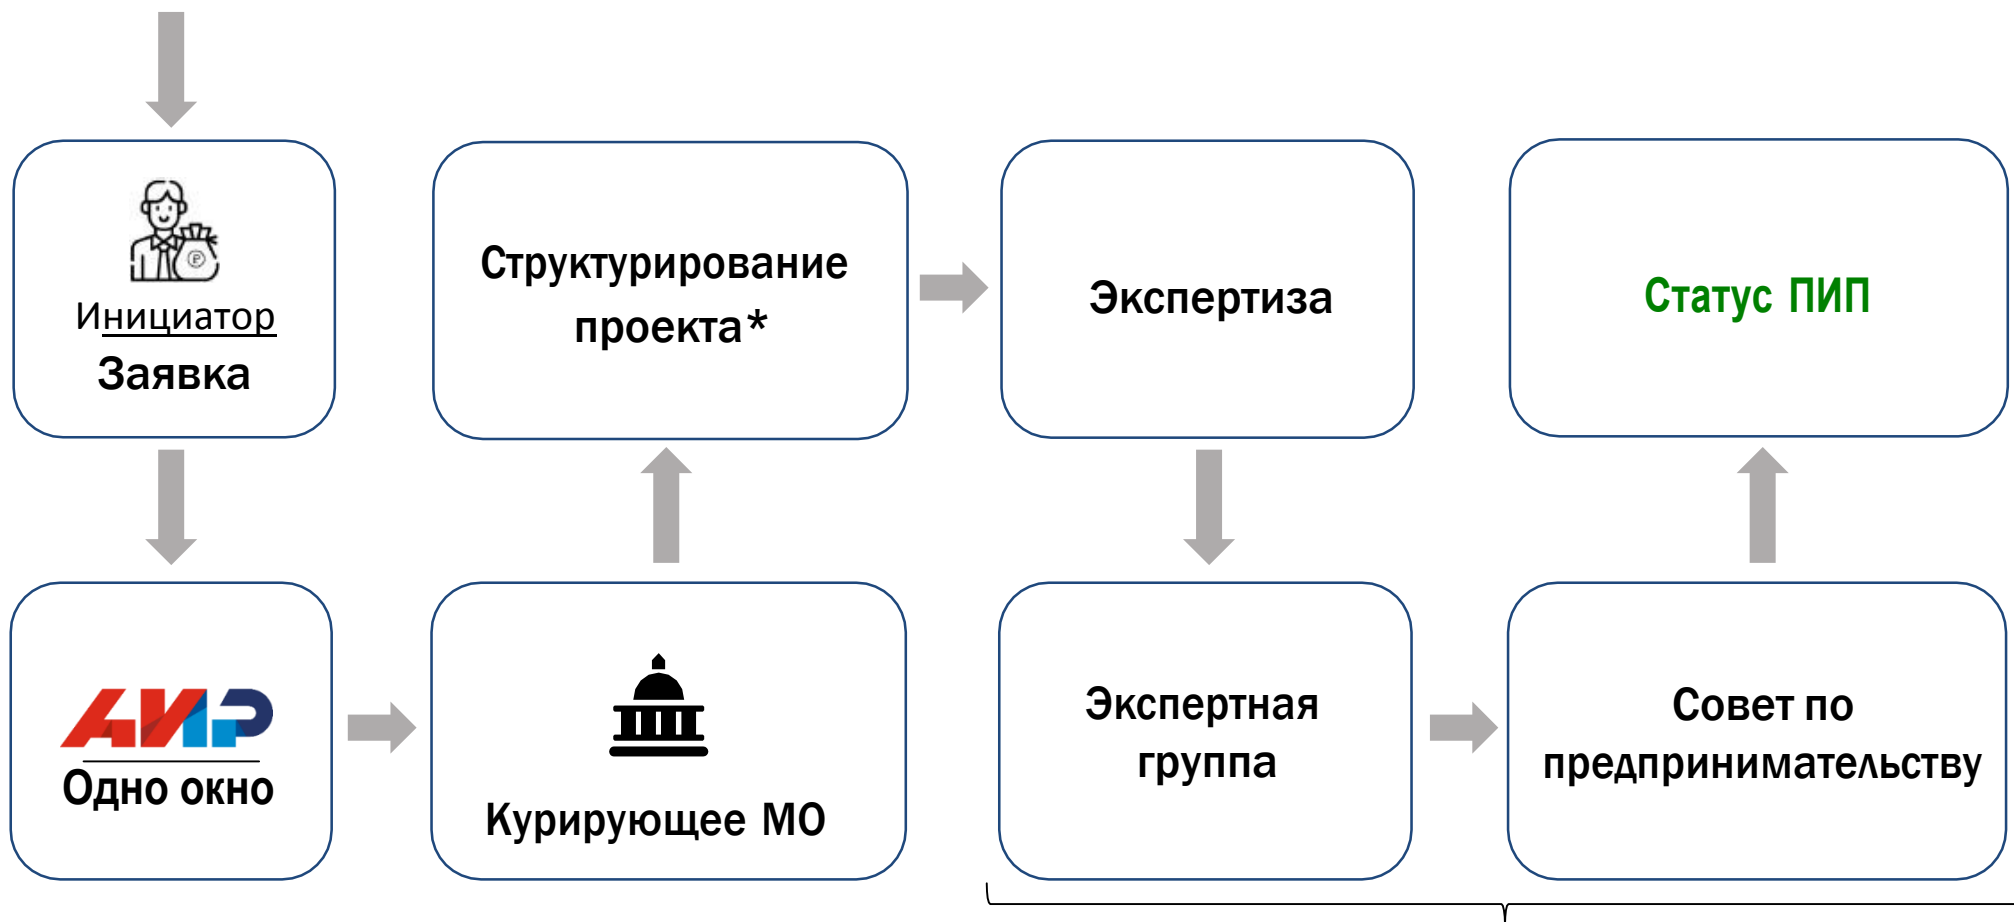 Инициатор
Заявка
Структурирование
проекта*
Экспертиза
Статус ПИП
АИР
Одно окно
Курирующее МО
Экспертная
группа
Совет по
предпринимательству